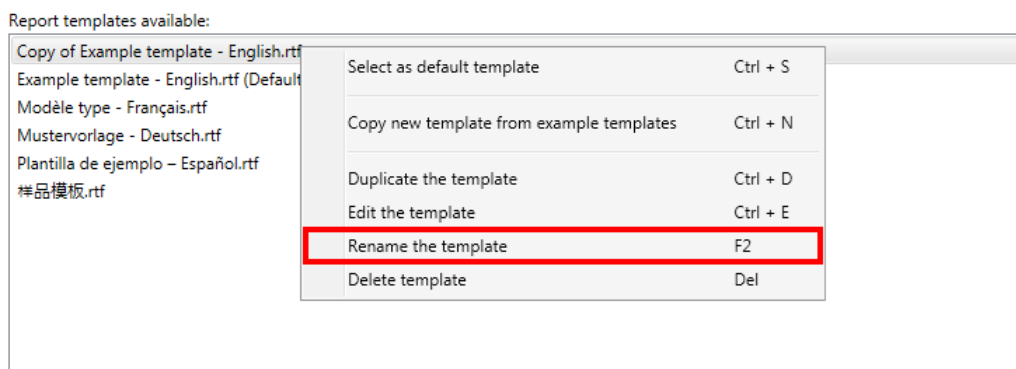 Report templates available:
Copy of Example template - English.rtf
Example template - English.rtf (Default
Modèle type - Français.rtf
Mustervorlage - Deutsch.rtf
Plantilla de ejemplo – Español.rtf
样品模板.rtf
Select as default template Ctrl + S
Copy new template from example templates Ctrl + N
Duplicate the template Ctrl + D
Edit the template Ctrl + E
Rename the template F2
Delete template Del